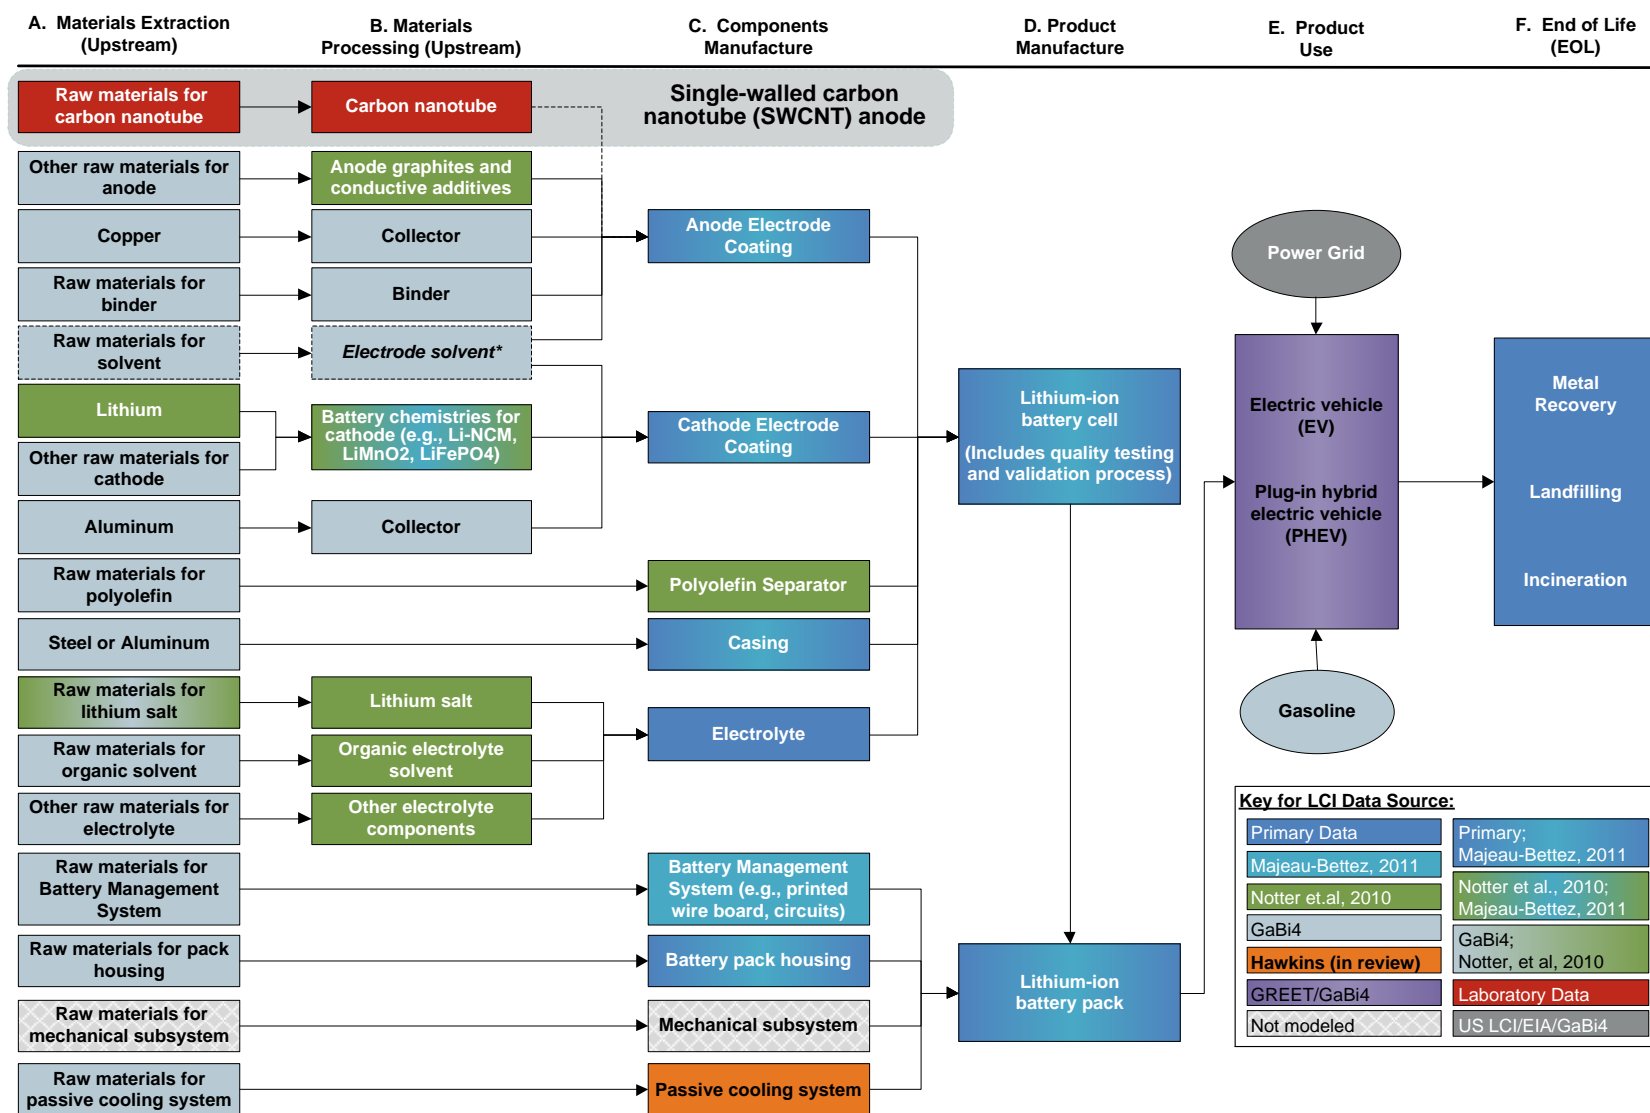 A. Materials Extraction
(Upstream)
B. Materials
Processing (Upstream)
C. Components
Manufacture
D. Product
Manufacture
E. Product
Use
F. End of Life
(EOL)
Raw materials for
carbon nanotube
Carbon nanotube
Single-walled carbon
nanotube (SWCNT) anode
Other raw materials for
anode
Anode graphites and
conductive additives
Copper
Collector
Anode Electrode
Coating
Raw materials for
binder
Binder
Raw materials for
solvent
Electrode solvent*
Lithium
Battery chemistries for
cathode (e.g., Li-NCM,
LiMnO2, LiFePO4)
Other raw materials for
cathode
Cathode Electrode
Coating
Aluminum
Collector
Raw materials for
polyolefin
Polyolefin Separator
Steel or Aluminum
Casing
Raw materials for
lithium salt
Lithium salt
Raw materials for
organic solvent
Organic electrolyte
solvent
Electrolyte
Other raw materials for
electrolyte
Other electrolyte
components
Raw materials for
Battery Management
System
Battery Management
System (e.g., printed
wire board, circuits)
Raw materials for pack
housing
Battery pack housing
Raw materials for
mechanical subsystem
Mechanical subsystem
Raw materials for
passive cooling system
Passive cooling system
Lithium-ion
battery cell
(Includes quality testing
and validation process)
Lithium-ion
battery pack
Power Grid
Electric vehicle
(EV)
Plug-in hybrid
electric vehicle
(PHEV)
Gasoline
Metal
Recovery
Landfilling
Incineration
Key for LCI Data Source:
Primary Data
Majeau-Bettez, 2011
Notter et.al, 2010
GaBi4
Hawkins (in review)
GREET/GaBi4
Not modeled
Primary;
Majeau-Bettez, 2011
Notter et al., 2010;
Majeau-Bettez, 2011
GaBi4;
Notter, et al, 2010
Laboratory Data
US LCI/EIA/GaBi4